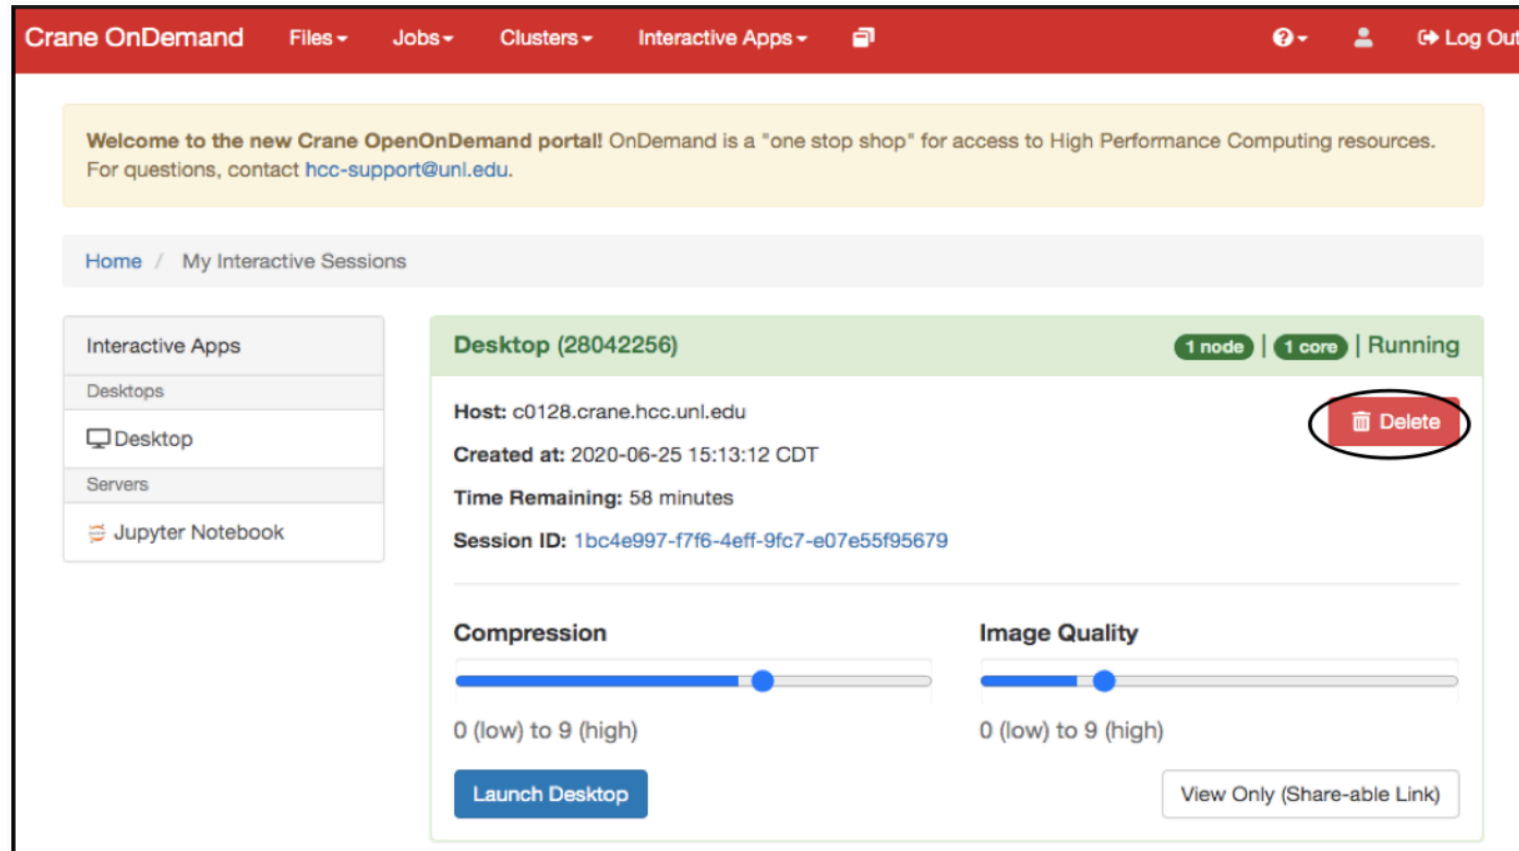 Crane OnDemand Files Jobs Clusters Interactive Apps Log Out
Welcome to the new Crane OpenOnDemand portal! OnDemand is a "one stop shop" for access to High Performance Computing resources.
For questions, contact hcc-support@unl.edu.
Home / My Interactive Sessions
Interactive Apps
Desktops
Desktop
Servers
Jupyter Notebook
Desktop (28042256) 1 node | 1 core | Running
Host: c0128.crane.hcc.unl.edu
Delete
Created at: 2020-06-25 15:13:12 CDT
Time Remaining: 58 minutes
Session ID: 1bc4e997-f7f6-4eff-9fc7-e07e55f95679
Compression Image Quality
0 (low) to 9 (high) 0 (low) to 9 (high)
Launch Desktop View Only (Share-able Link)